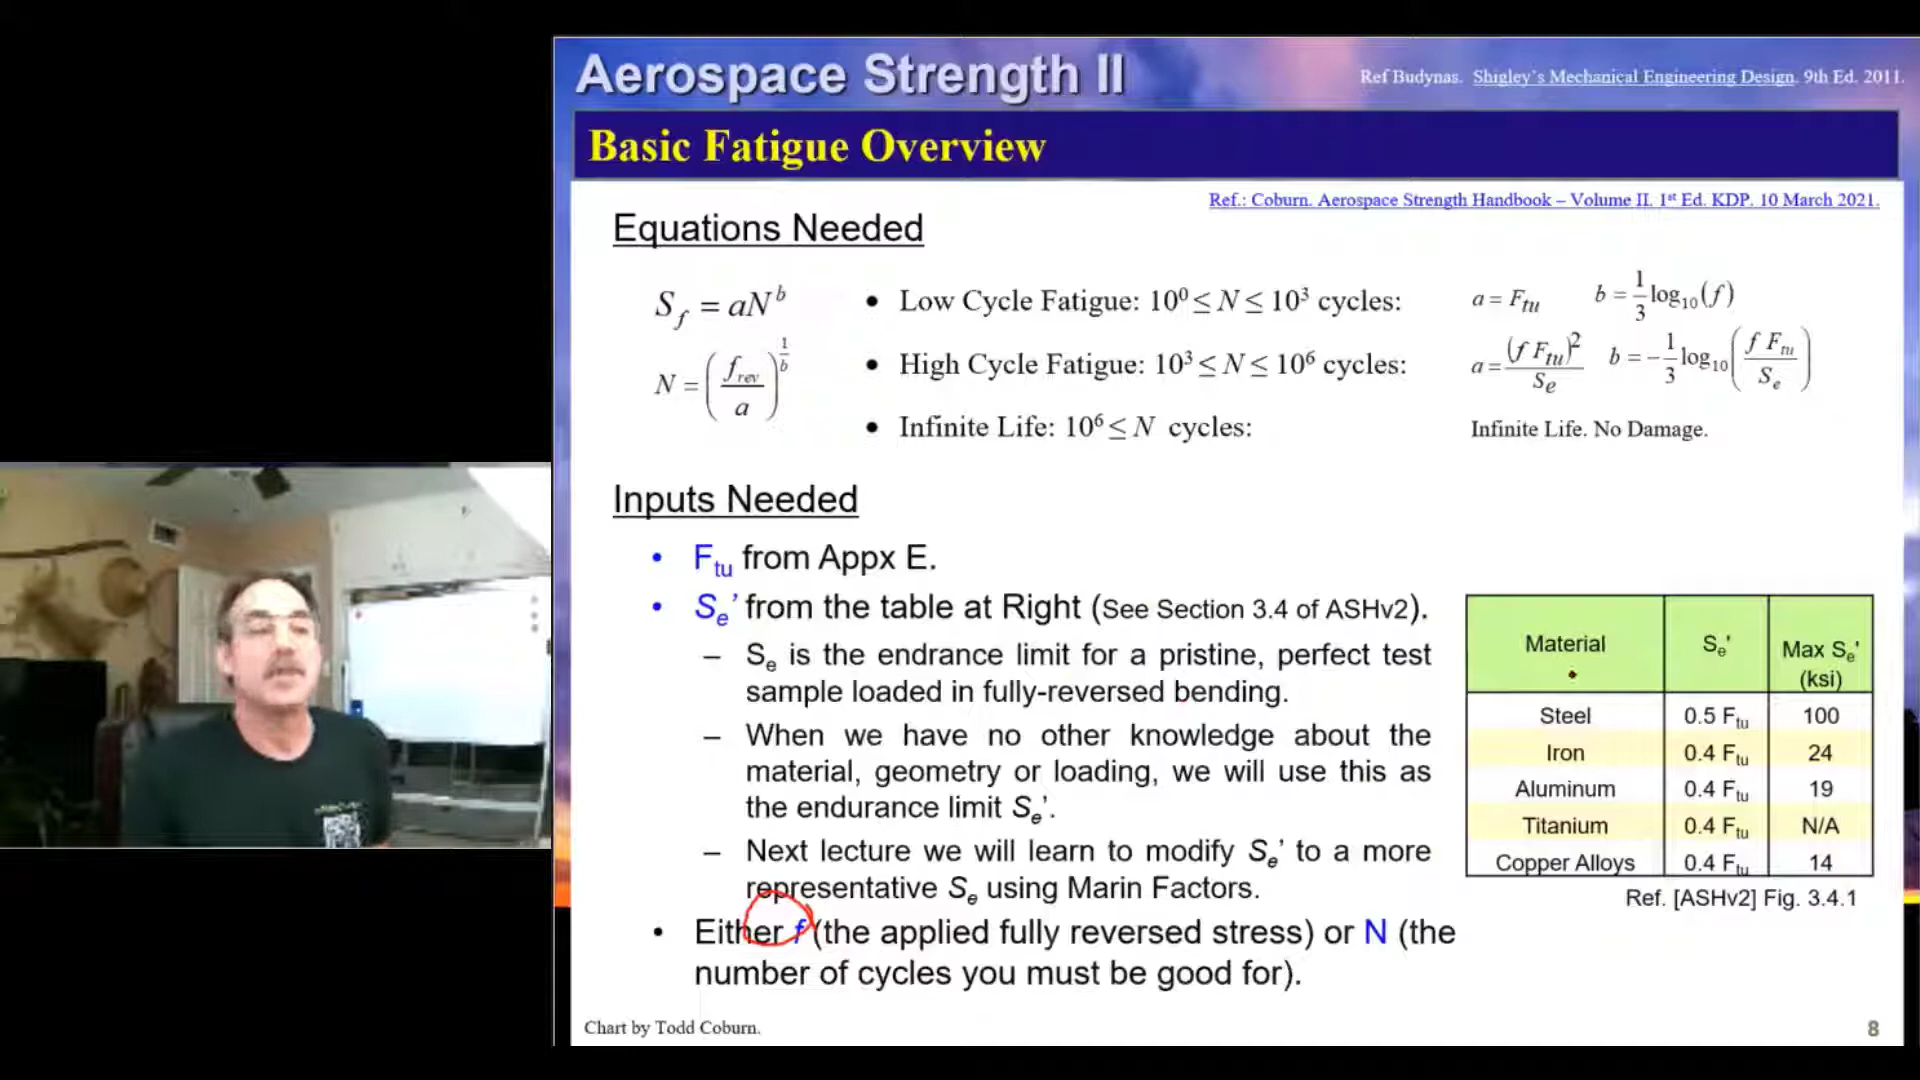 Aerospace Strength II
Ref Budynas. Shigley's Mechanical Engineering Design. 9th Ed. 2011.
Basic Fatigue Overview
Ref.: Coburn. Aerospace Strength Handbook – Volume II. 1st Ed. KDP. 10 March 2021.
Equations Needed
S_f = aN^b
N = (f_rev / a)^(1/b)
• Low Cycle Fatigue: 10^0 ≤ N ≤ 10^3 cycles: a = F_tu b = 1/3 log_10(f)
• High Cycle Fatigue: 10^3 ≤ N ≤ 10^6 cycles: a = (f F_tu)^2 / S_e b = −1/3 log_10(f F_tu / S_e)
• Infinite Life: 10^6 ≤ N cycles: Infinite Life. No Damage.
Inputs Needed
• F_tu from Appx E.
• S_e' from the table at Right (See Section 3.4 of ASHv2).
– S_e is the endrance limit for a pristine, perfect test
sample loaded in fully-reversed bending.
– When we have no other knowledge about the
material, geometry or loading, we will use this as
the endurance limit S_e'.
– Next lecture we will learn to modify S_e' to a more
representative S_e using Marin Factors.
• Either f (the applied fully reversed stress) or N (the
number of cycles you must be good for).
Material S_e' Max S_e' (ksi)
Steel 0.5 F_tu 100
Iron 0.4 F_tu 24
Aluminum 0.4 F_tu 19
Titanium 0.4 F_tu N/A
Copper Alloys 0.4 F_tu 14
Ref. [ASHv2] Fig. 3.4.1
Chart by Todd Coburn.
8